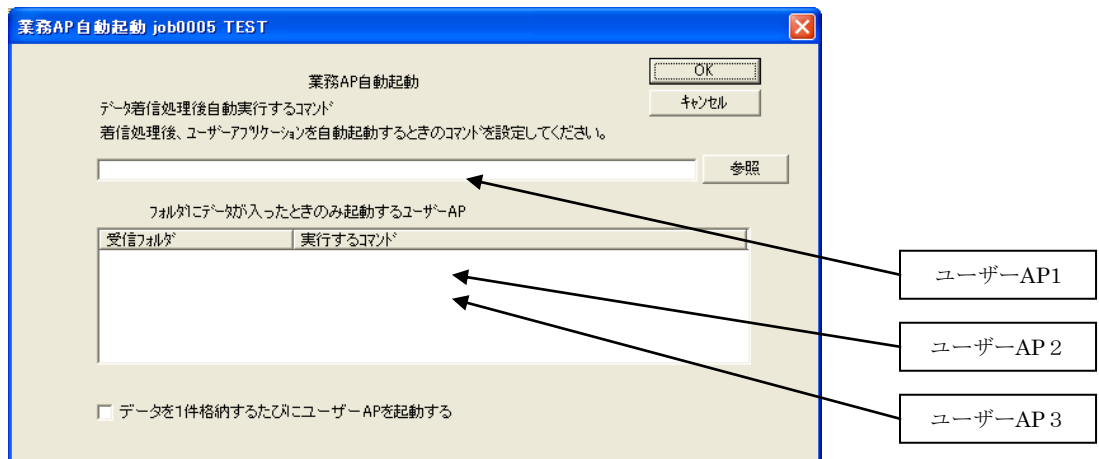 業務AP自動起動 job0005 TEST
業務AP自動起動
OK
ﾃﾞｰﾀ着信処理後自動実行するｺﾏﾝﾄﾞ
ｷｬﾝｾﾙ
着信処理後、ﾕｰｻﾞｰｱﾌﾟﾘｹｰｼｮﾝを自動起動するときのｺﾏﾝﾄﾞを設定してください。
参照
ﾌｫﾙﾀﾞにﾃﾞｰﾀが入ったときのみ起動するﾕｰｻﾞｰAP
受信ﾌｫﾙﾀﾞ 実行するｺﾏﾝﾄﾞ
ユーザーAP1
ユーザーAP２
ユーザーAP３
データを1件格納するたびにユーザーAPを起動する